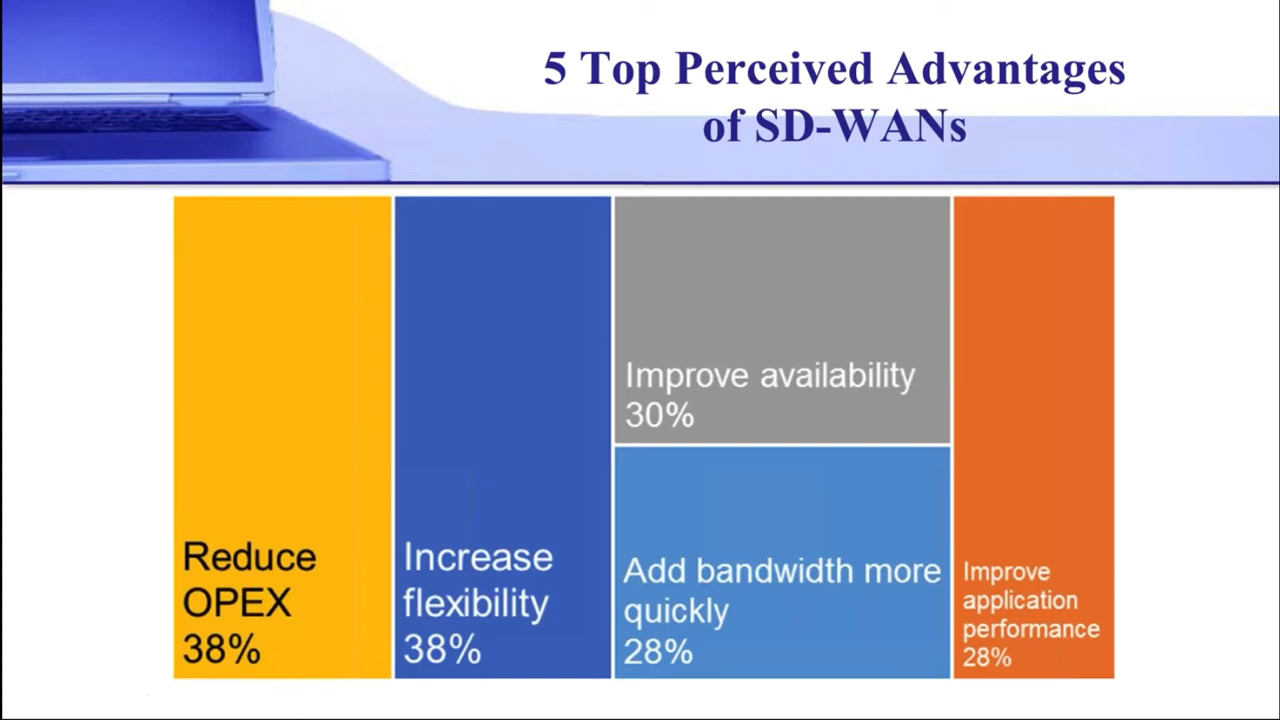 5 Top Perceived Advantages
of SD-WANs
Reduce
OPEX
38%
Increase
flexibility
38%
Improve availability
30%
Add bandwidth more
quickly
28%
Improve
application
performance
28%